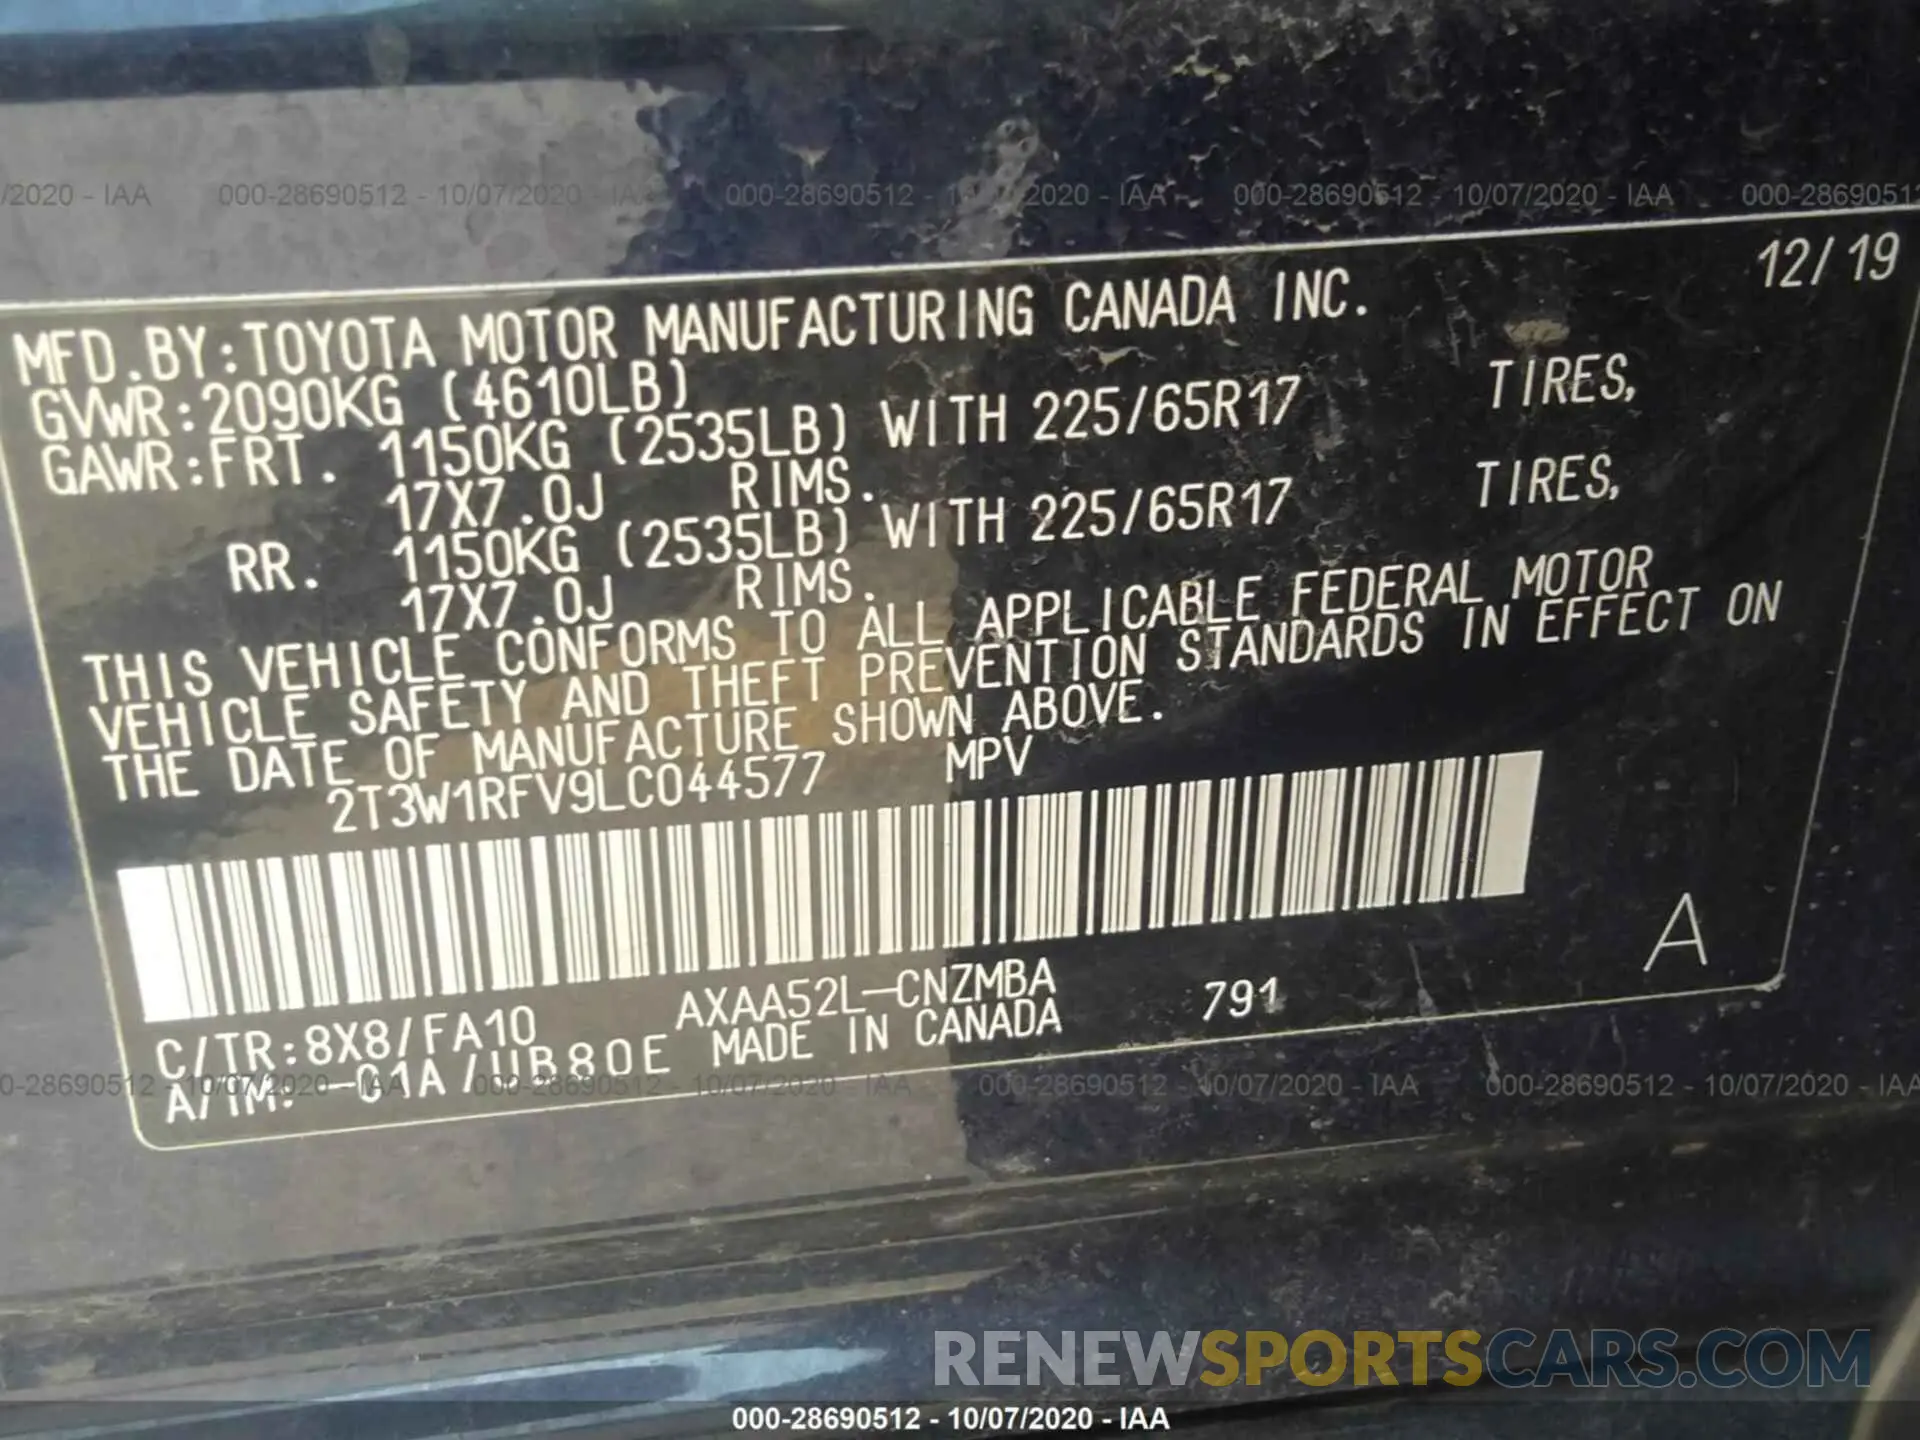 /2020 - IAA 000-28690512 - 10/07/2020 - IAA 000-28690512 - 10/07/2020 - IAA 000-28690512 - 10/07/2020 - IAA 000-28690512
12/19
MFD.BY:TOYOTA MOTOR MANUFACTURING CANADA INC.
GVWR:2090KG (4610LB)
GAWR:FRT. 1150KG (2535LB) WITH 225/65R17 TIRES,
17X7.0J RIMS.
RR. 1150KG (2535LB) WITH 225/65R17 TIRES,
17X7.0J RIMS.
THIS VEHICLE CONFORMS TO ALL APPLICABLE FEDERAL MOTOR
VEHICLE SAFETY AND THEFT PREVENTION STANDARDS IN EFFECT ON
THE DATE OF MANUFACTURE SHOWN ABOVE.
2T3W1RFV9LC044577 MPV
A
C/TR:8X8/FA10 AXAA52L-CNZMBA 791
A/TM:-01A/UB80E MADE IN CANADA
0-28690512 - 10/07/2020 - IAA 000-28690512 - 10/07/2020 - IAA 000-28690512 - 10/07/2020 - IAA 000-28690512 - 10/07/2020 - IAA
RENEWSPORTSCARS.COM
000-28690512 - 10/07/2020 - IAA